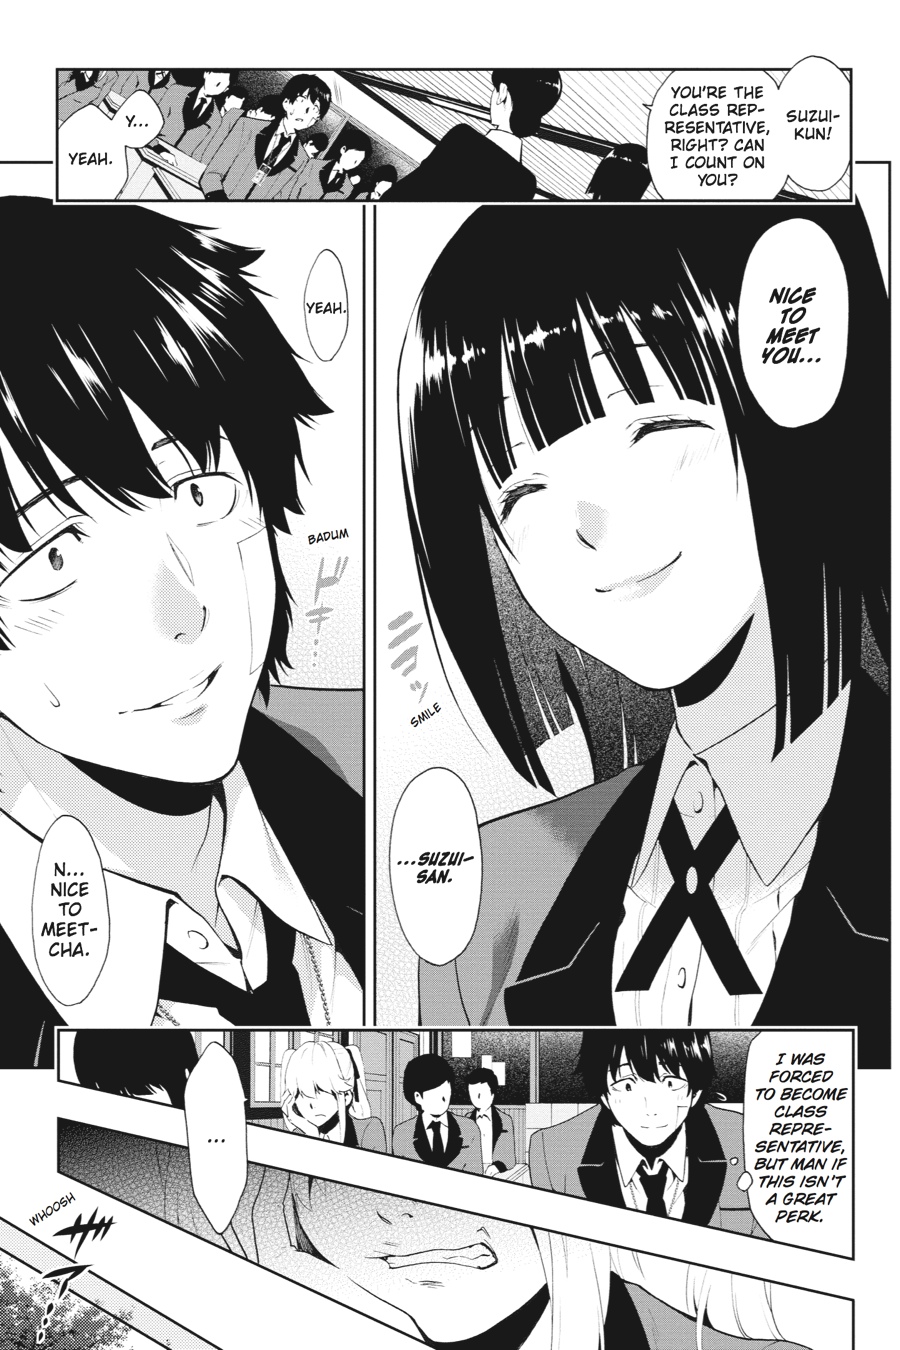 SUZUI-
KUN!
YOU'RE THE
CLASS REP-
RESENTATIVE,
RIGHT? CAN
I COUNT ON
YOU?
Y...
YEAH.
NICE
TO
MEET
YOU...
SMILE
ニコッ
...SUZUI-
SAN.
YEAH.
BADUM
ドキ…
N...
NICE
TO
MEET-
CHA.
I WAS
FORCED
TO BECOME
CLASS
REPRE-
SENTATIVE,
BUT MAN IF
THIS ISN'T
A GREAT
PERK.
...
WHOOSH